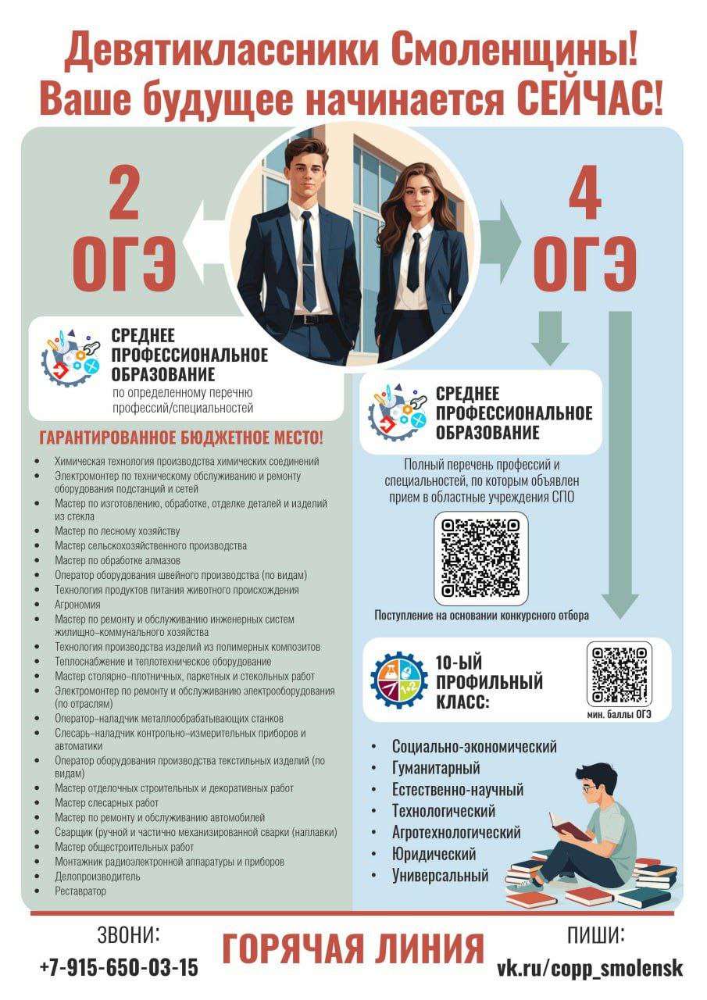 Девятиклассники Смоленщины!
Ваше будущее начинается СЕЙЧАС!
2
ОГЭ
СРЕДНЕЕ
ПРОФЕССИОНАЛЬНОЕ
ОБРАЗОВАНИЕ
по определенному перечню
профессий/специальностей
ГАРАНТИРОВАННОЕ БЮДЖЕТНОЕ МЕСТО!
• Химическая технология производства химических соединений
• Электромонтер по техническому обслуживанию и ремонту
оборудования подстанций и сетей
• Мастер по изготовлению, обработке, отделке деталей и изделий
из стекла
• Мастер по лесному хозяйству
• Мастер сельскохозяйственного производства
• Мастер по обработке алмазов
• Оператор оборудования швейного производства (по видам)
• Технология продуктов питания животного происхождения
• Агрономия
• Мастер по ремонту и обслуживанию инженерных систем
жилищно–коммунального хозяйства
• Технология производства изделий из полимерных композитов
• Теплоснабжение и теплотехническое оборудование
• Мастер столярно–плотничных, паркетных и стекольных работ
• Электромонтер по ремонту и обслуживанию электрооборудования
(по отраслям)
• Оператор–наладчик металлообрабатывающих станков
• Слесарь–наладчик контрольно–измерительных приборов и
автоматики
• Оператор оборудования производства текстильных изделий (по
видам)
• Мастер отделочных строительных и декоративных работ
• Мастер слесарных работ
• Мастер по ремонту и обслуживанию автомобилей
• Сварщик (ручной и частично механизированной сварки (наплавки)
• Мастер общестроительных работ
• Монтажник радиоэлектронной аппаратуры и приборов
• Делопроизводитель
• Реставратор
4
ОГЭ
СРЕДНЕЕ
ПРОФЕССИОНАЛЬНОЕ
ОБРАЗОВАНИЕ
Полный перечень профессий и
специальностей, по которым объявлен
прием в областные учреждения СПО
Поступление на основании конкурсного отбора
10-ЫЙ
ПРОФИЛЬНЫЙ
КЛАСС:
мин. баллы ОГЭ
• Социально-экономический
• Гуманитарный
• Естественно-научный
• Технологический
• Агротехнологический
• Юридический
• Универсальный
ЗВОНИ:
+7-915-650-03-15
ГОРЯЧАЯ ЛИНИЯ
ПИШИ:
vk.ru/copp_smolensk